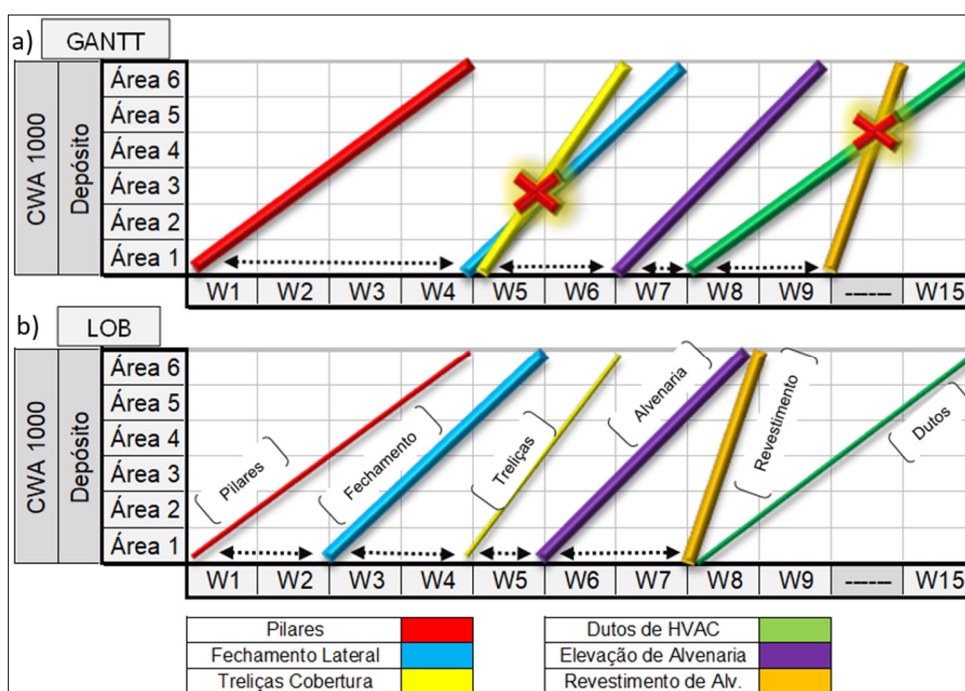 a) GANTT
CWA 1000
Depósito
Área 6
Área 5
Área 4
Área 3
Área 2
Área 1
W1 W2 W3 W4 W5 W6 W7 W8 W9 ------ W15
b) LOB
CWA 1000
Depósito
Área 6
Área 5
Área 4
Área 3
Área 2
Área 1
Pilares
Fechamento
Treliças
Alvenaria
Revestimento
Dutos
W1 W2 W3 W4 W5 W6 W7 W8 W9 ------ W15
Pilares
Fechamento Lateral
Treliças Cobertura
Dutos de HVAC
Elevação de Alvenaria
Revestimento de Alv.